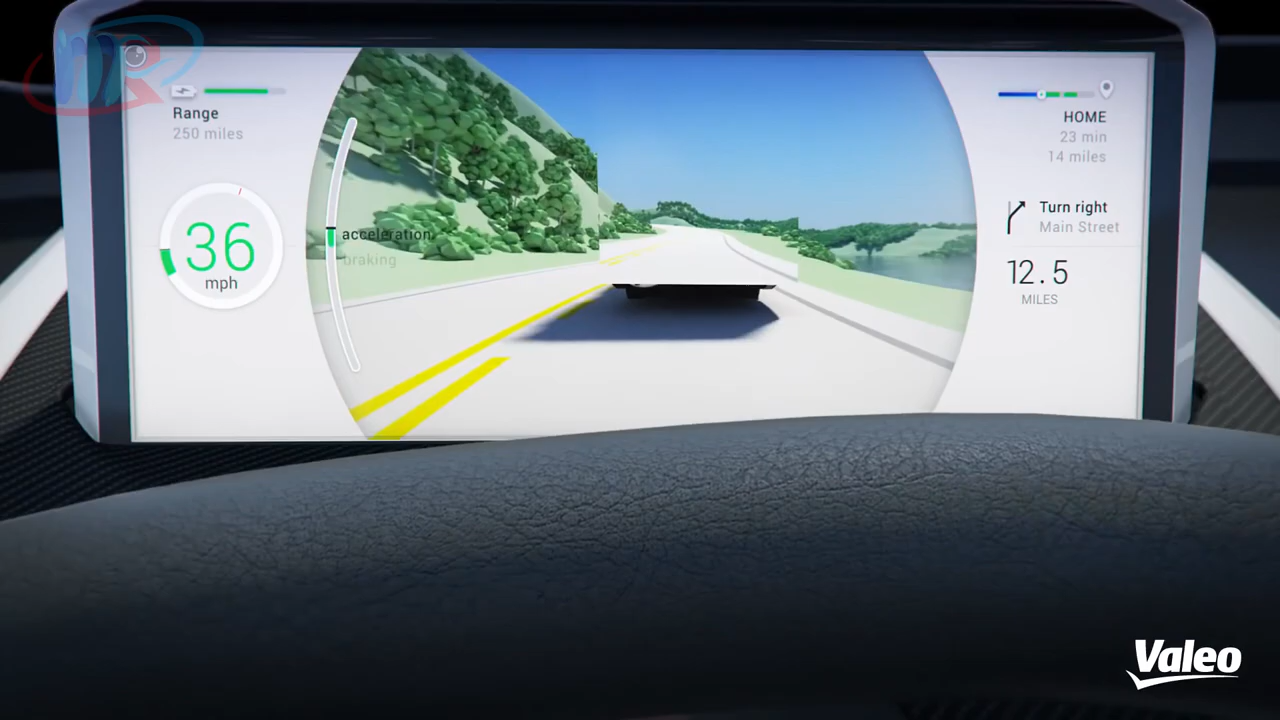 Range
250 miles
36
mph
acceleration
braking
HOME
23 min
14 miles
Turn right
Main Street
12.5
MILES
Valeo